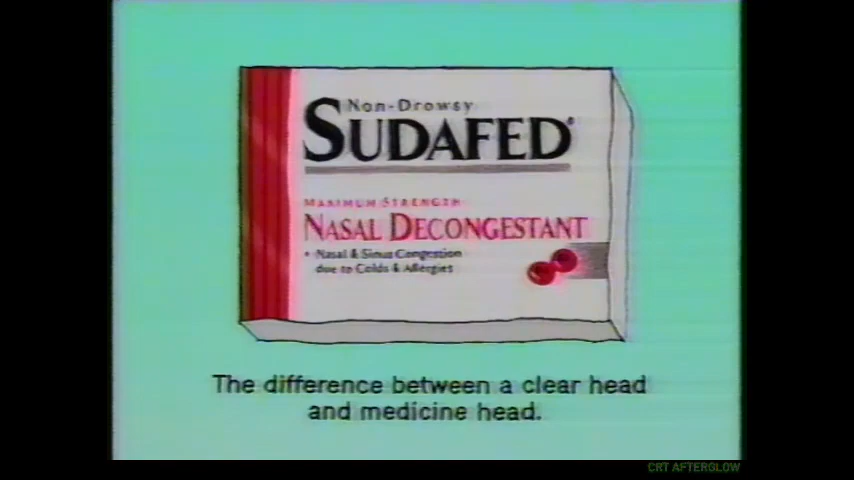 Non-Drowsy
SUDAFED®
MAXIMUM STRENGTH
NASAL DECONGESTANT
• Nasal & Sinus Congestion
due to Colds & Allergies
The difference between a clear head
and medicine head.
CRT AFTERGLOW